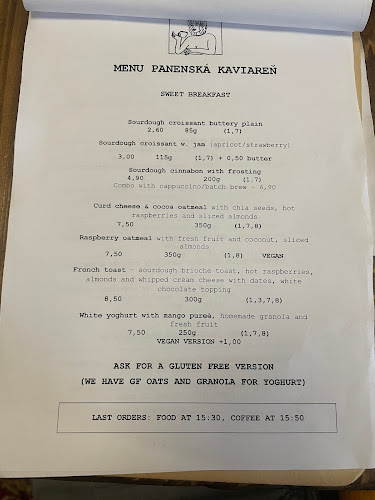 MENU PANENSKÁ KAVIAREŇ
SWEET BREAKFAST
Sourdough croissant buttery plain
2,60 85g (1,7)
Sourdough croissant w. jam (apricot/strawberry)
3,00 115g (1,7) + 0,50 butter
Sourdough cinnabon with frosting
4,90 200g (1,7)
Combo with cappuccino/batch brew - 6,90
Curd cheese & cocoa oatmeal with chia seeds, hot
raspberries and sliced almonds
7,50 350g (1,7,8)
Raspberry oatmeal with fresh fruit and coconut, sliced
almonds
7,50 350g (1,8) VEGAN
French toast - sourdough brioche toast, hot raspberries,
almonds and whipped cream cheese with dates, white
chocolate topping
8,50 300g (1,3,7,8)
White yoghurt with mango pureé, homemade granola and
fresh fruit
7,50 250g (1,7,8)
VEGAN VERSION +1,00
ASK FOR A GLUTEN FREE VERSION
(WE HAVE GF OATS AND GRANOLA FOR YOGHURT)
LAST ORDERS: FOOD AT 15:30, COFFEE AT 15:50